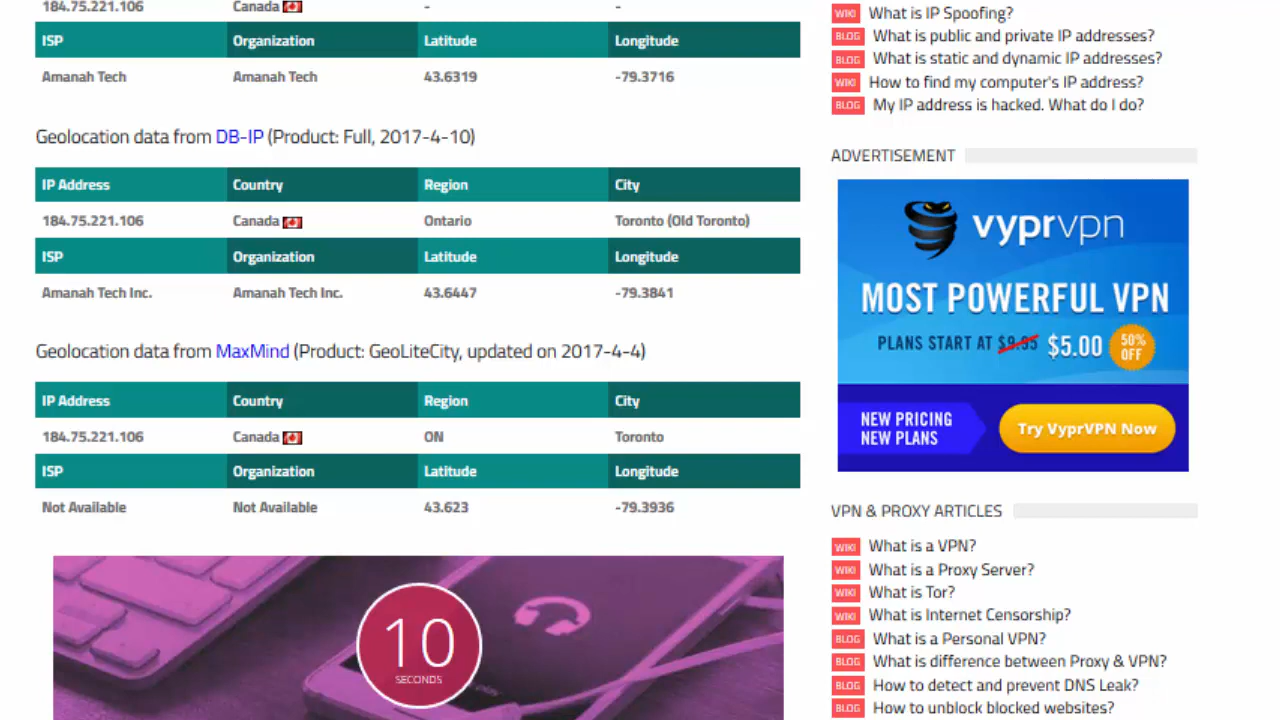 184.75.221.106 Canada - -
ISP Organization Latitude Longitude
Amanah Tech Amanah Tech 43.6319 -79.3716
Geolocation data from DB-IP (Product: Full, 2017-4-10)
IP Address Country Region City
184.75.221.106 Canada Ontario Toronto (Old Toronto)
ISP Organization Latitude Longitude
Amanah Tech Inc. Amanah Tech Inc. 43.6447 -79.3841
Geolocation data from MaxMind (Product: GeoLiteCity, updated on 2017-4-4)
IP Address Country Region City
184.75.221.106 Canada ON Toronto
ISP Organization Latitude Longitude
Not Available Not Available 43.623 -79.3936
10
SECONDS
WIKI What is IP Spoofing?
BLOG What is public and private IP addresses?
BLOG What is static and dynamic IP addresses?
WIKI How to find my computer's IP address?
BLOG My IP address is hacked. What do I do?
ADVERTISEMENT
vyprvpn
MOST POWERFUL VPN
PLANS START AT $9.95 $5.00 50%
OFF
NEW PRICING
NEW PLANS
Try VyprVPN Now
VPN & PROXY ARTICLES
WIKI What is a VPN?
WIKI What is a Proxy Server?
WIKI What is Tor?
WIKI What is Internet Censorship?
BLOG What is a Personal VPN?
BLOG What is difference between Proxy & VPN?
BLOG How to detect and prevent DNS Leak?
BLOG How to unblock blocked websites?